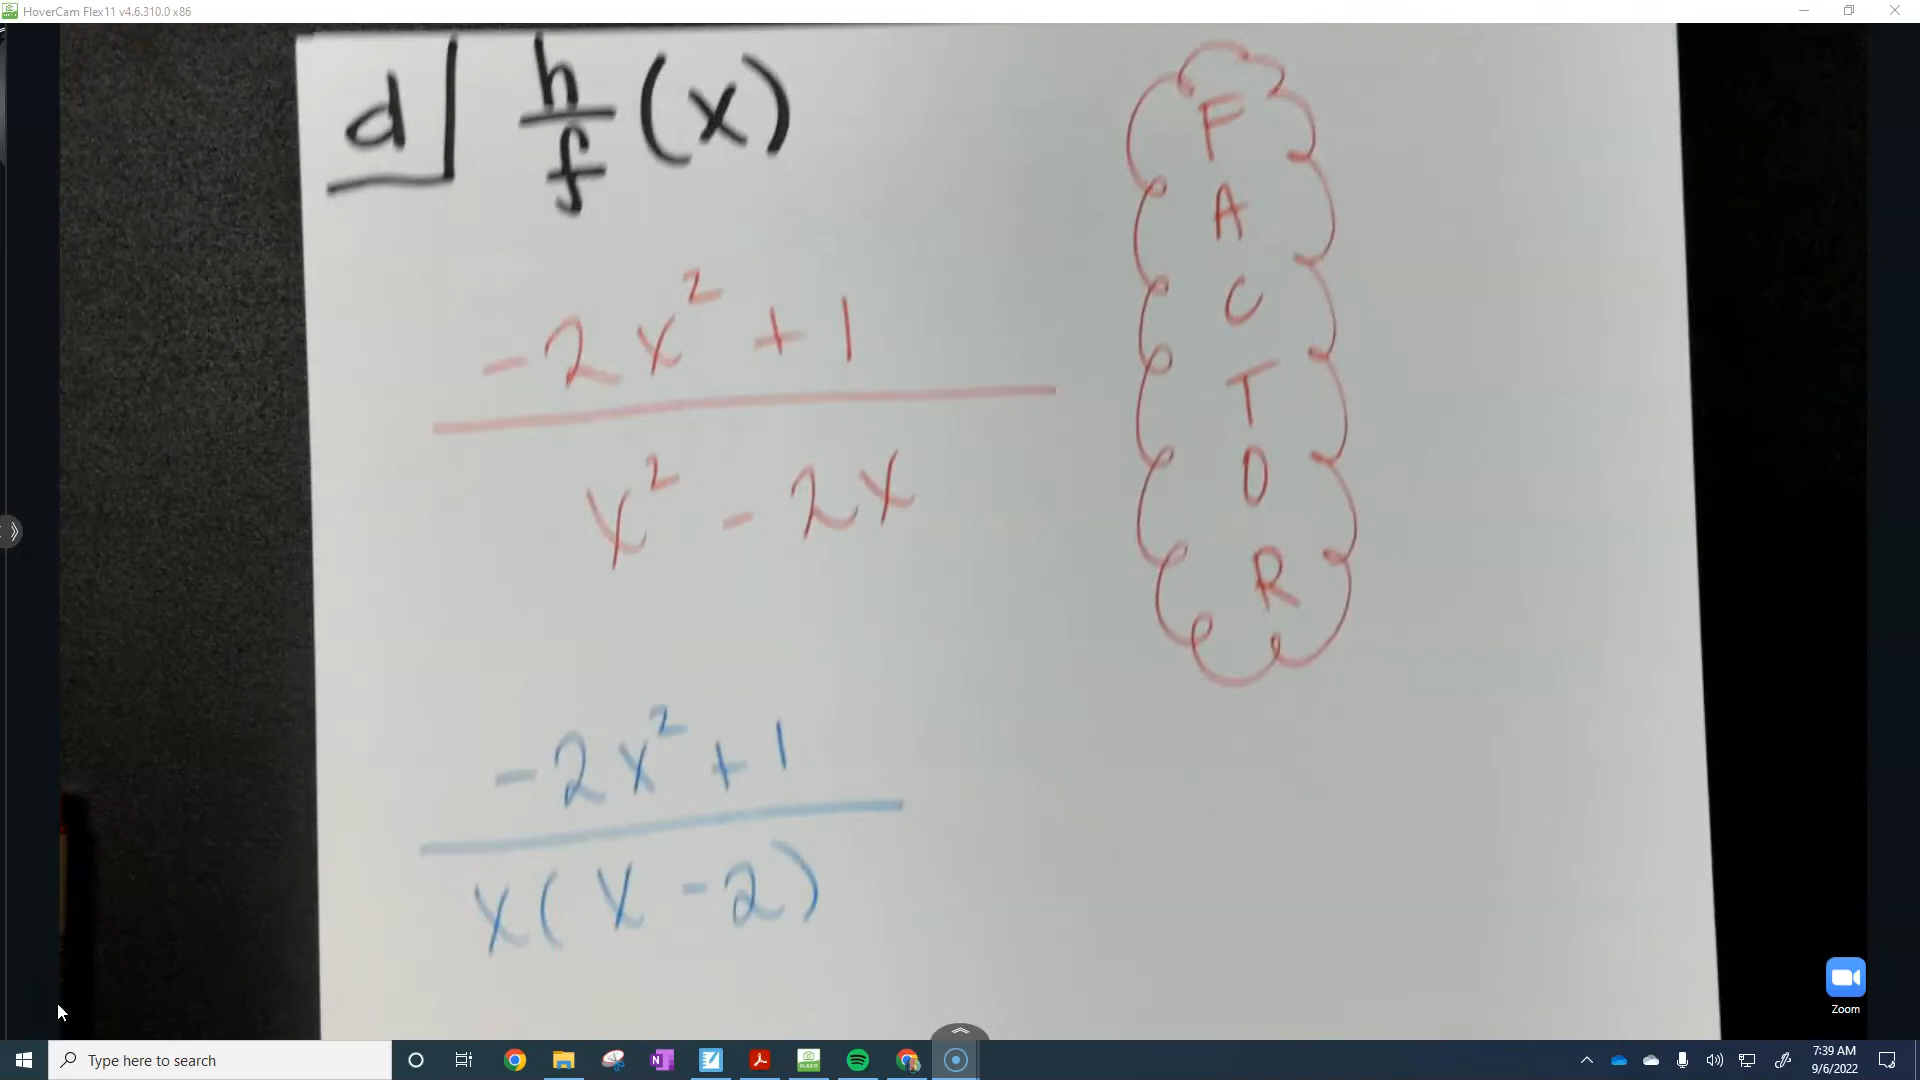 HoverCam Flex11 v4.6.310.0 x86
d h/f (x)
-2x² + 1
x² - 2x
-2x² + 1
x(x - 2)
F
A
C
T
O
R
Zoom
Type here to search
7:39 AM
9/6/2022